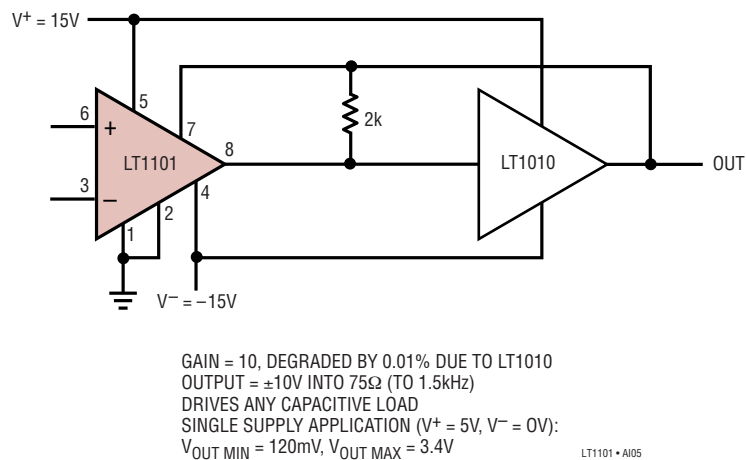 V+ = 15V
6
5
7
+
2k
LT1101
8
LT1010
OUT
3
4
–
2
1
V– = –15V
GAIN = 10, DEGRADED BY 0.01% DUE TO LT1010
OUTPUT = ±10V INTO 75Ω (TO 1.5kHz)
DRIVES ANY CAPACITIVE LOAD
SINGLE SUPPLY APPLICATION (V+ = 5V, V– = OV):
VOUT MIN = 120mV, VOUT MAX = 3.4V
LT1101 • AI05